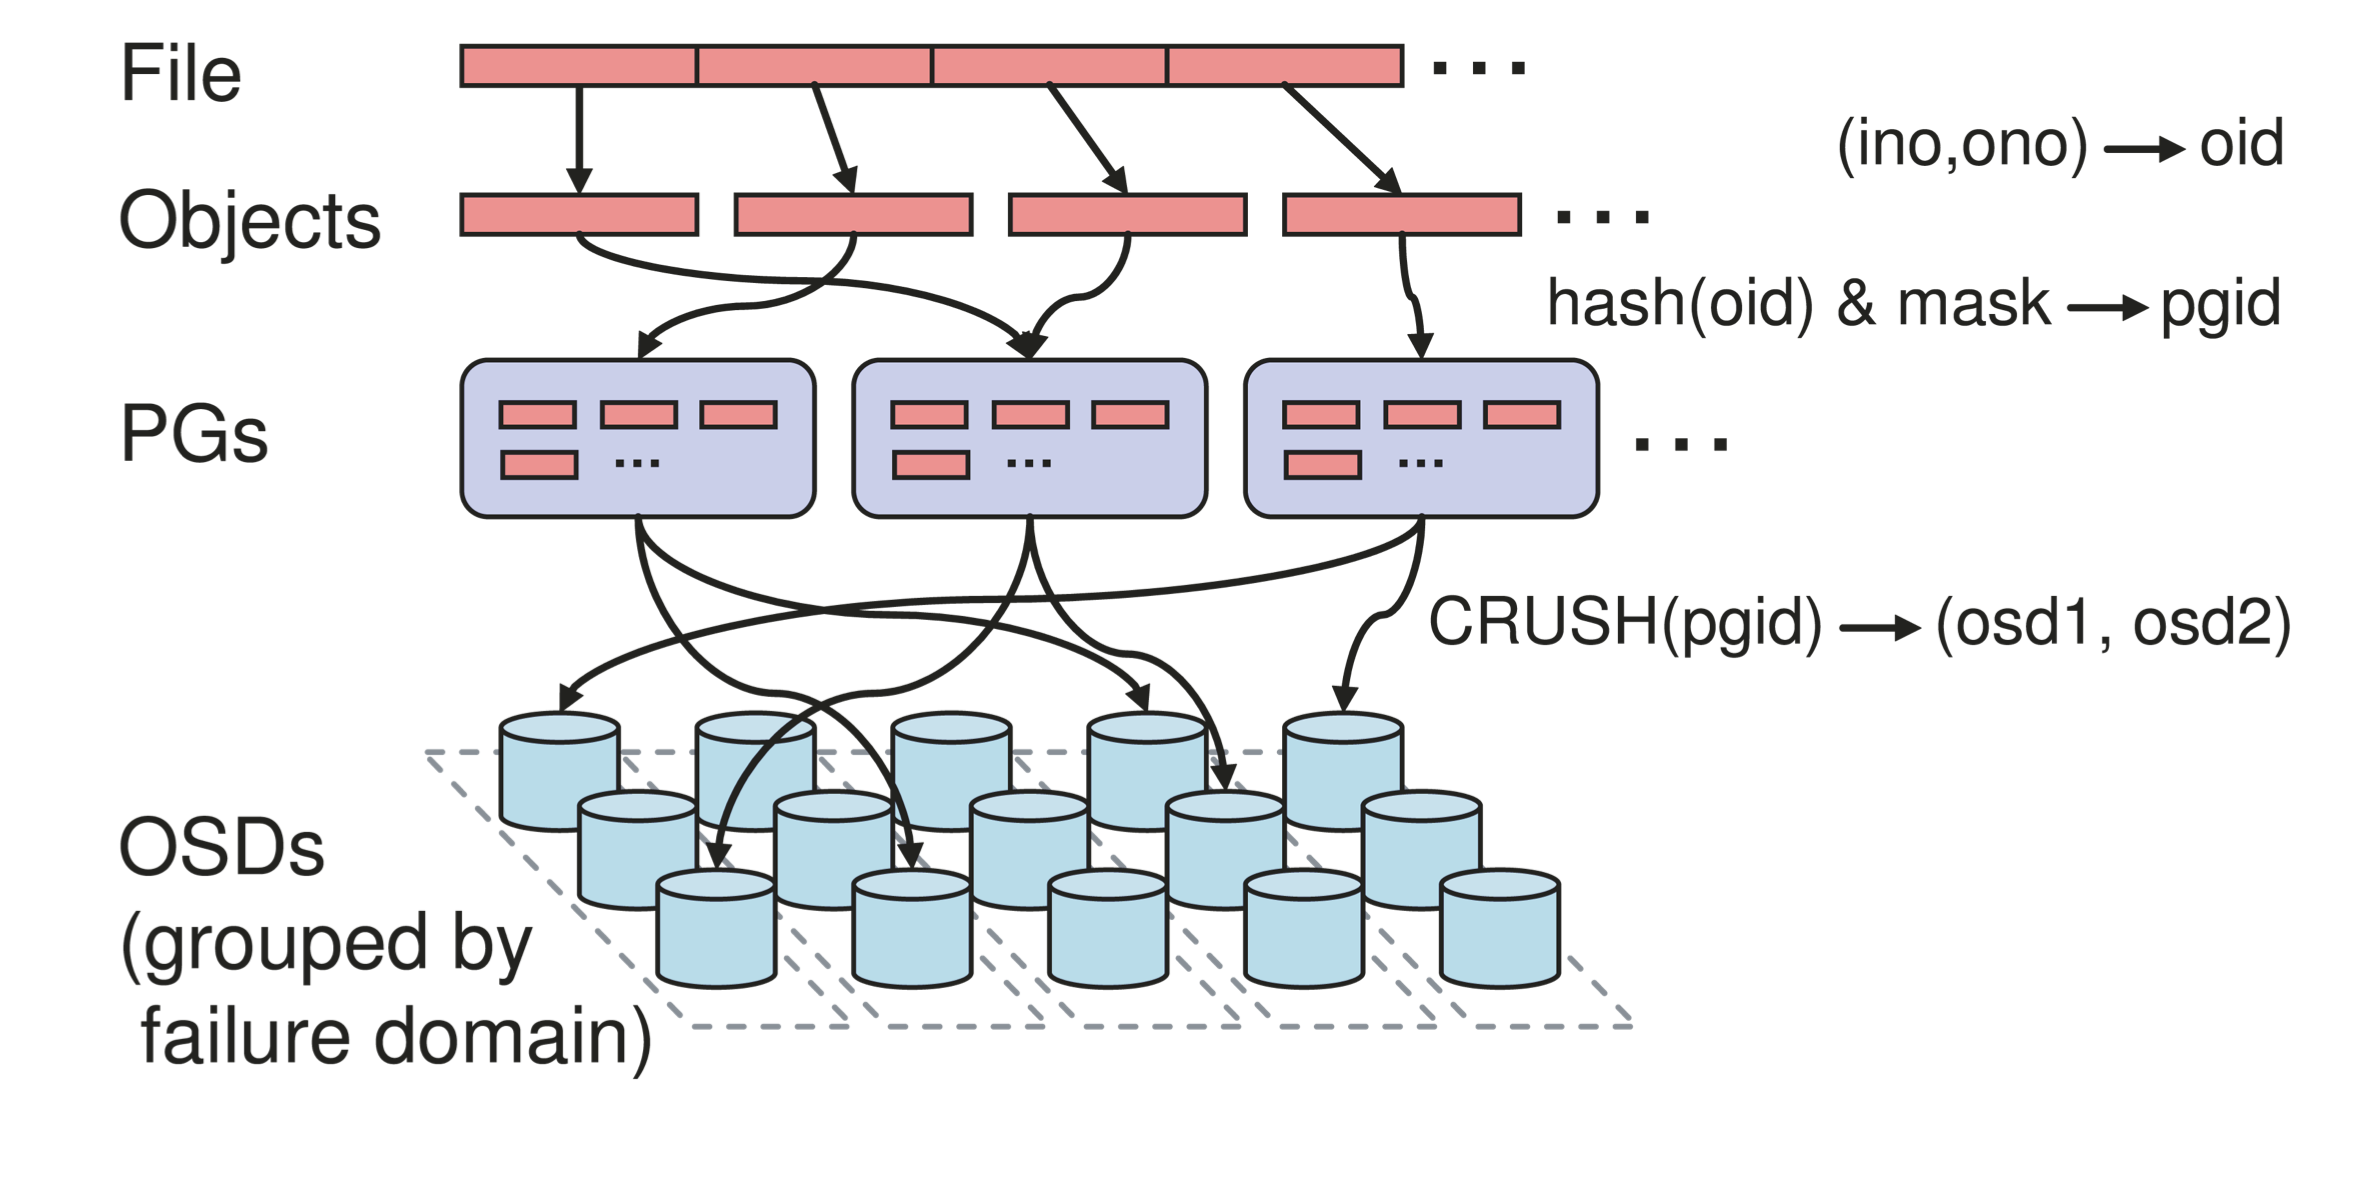 File
(ino,ono) → oid
Objects
hash(oid) & mask → pgid
PGs
CRUSH(pgid) → (osd1, osd2)
OSDs
(grouped by
failure domain)